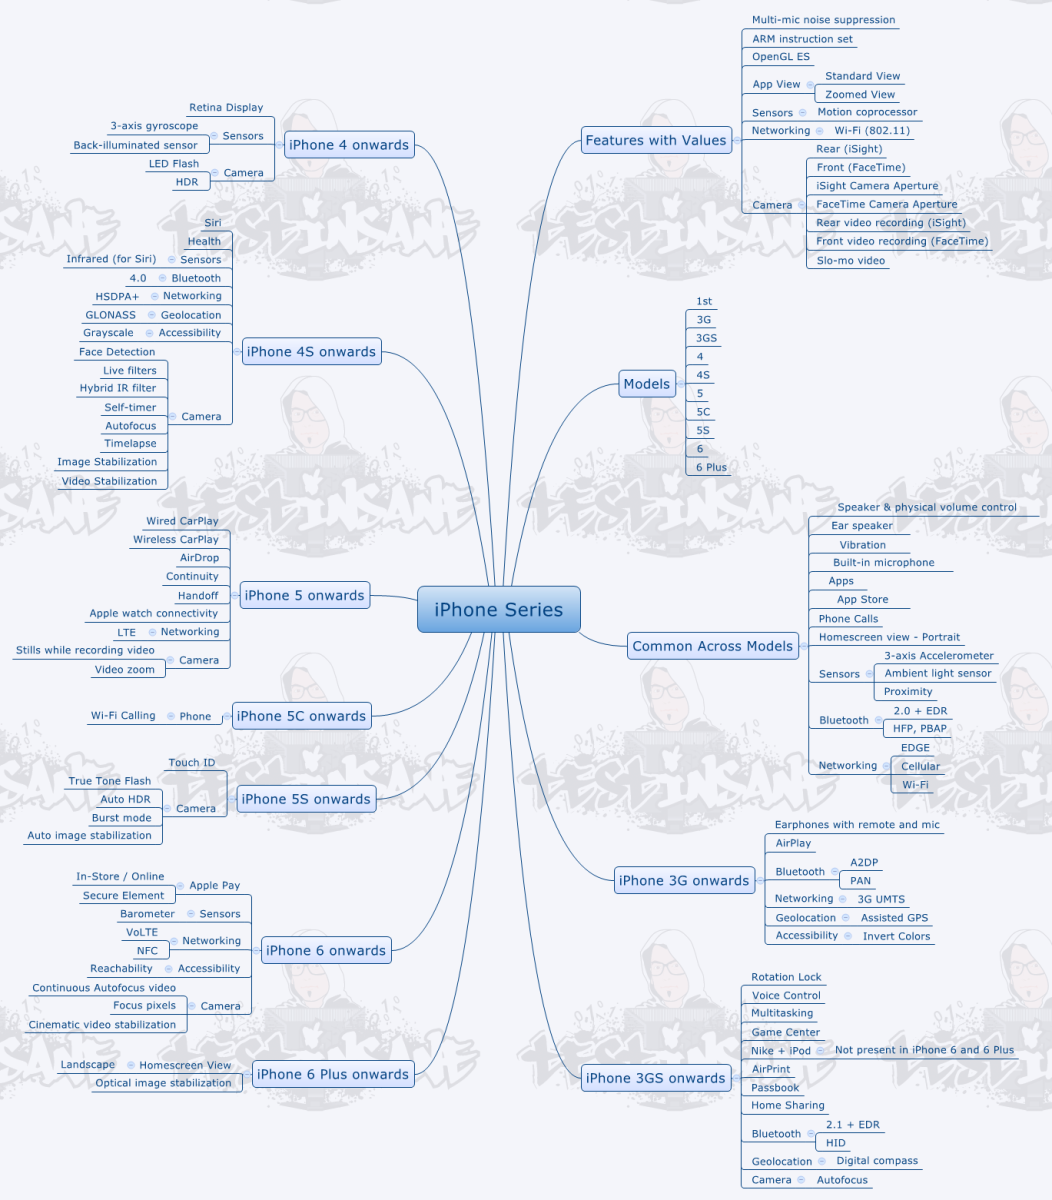 iPhone Series
Features with Values
Multi-mic noise suppression
ARM instruction set
OpenGL ES
App View
Standard View
Zoomed View
Sensors
Motion coprocessor
Networking
Wi-Fi (802.11)
Camera
Rear (iSight)
Front (FaceTime)
iSight Camera Aperture
FaceTime Camera Aperture
Rear video recording (iSight)
Front video recording (FaceTime)
Slo-mo video
Models
1st
3G
3GS
4
4S
5
5C
5S
6
6 Plus
Common Across Models
Speaker & physical volume control
Ear speaker
Vibration
Built-in microphone
Apps
App Store
Phone Calls
Homescreen view - Portrait
Sensors
3-axis Accelerometer
Ambient light sensor
Proximity
Bluetooth
2.0 + EDR
HFP, PBAP
Networking
EDGE
Cellular
Wi-Fi
iPhone 3G onwards
Earphones with remote and mic
AirPlay
Bluetooth
A2DP
PAN
Networking
3G UMTS
Geolocation
Assisted GPS
Accessibility
Invert Colors
iPhone 3GS onwards
Rotation Lock
Voice Control
Multitasking
Game Center
Nike + iPod
Not present in iPhone 6 and 6 Plus
AirPrint
Passbook
Home Sharing
Bluetooth
2.1 + EDR
HID
Geolocation
Digital compass
Camera
Autofocus
iPhone 4 onwards
Retina Display
Sensors
3-axis gyroscope
Back-illuminated sensor
Camera
LED Flash
HDR
iPhone 4S onwards
Siri
Health
Sensors
Infrared (for Siri)
Bluetooth
4.0
Networking
HSDPA+
Geolocation
GLONASS
Accessibility
Grayscale
Camera
Face Detection
Live filters
Hybrid IR filter
Self-timer
Autofocus
Timelapse
Image Stabilization
Video Stabilization
iPhone 5 onwards
Wired CarPlay
Wireless CarPlay
AirDrop
Continuity
Handoff
Apple watch connectivity
Networking
LTE
Camera
Stills while recording video
Video zoom
iPhone 5C onwards
Phone
Wi-Fi Calling
iPhone 5S onwards
Touch ID
Camera
True Tone Flash
Auto HDR
Burst mode
Auto image stabilization
iPhone 6 onwards
Apple Pay
In-Store / Online
Secure Element
Sensors
Barometer
Networking
VoLTE
NFC
Accessibility
Reachability
Camera
Continuous Autofocus video
Focus pixels
Cinematic video stabilization
iPhone 6 Plus onwards
Homescreen View
Landscape
Optical image stabilization
TESTINSANE